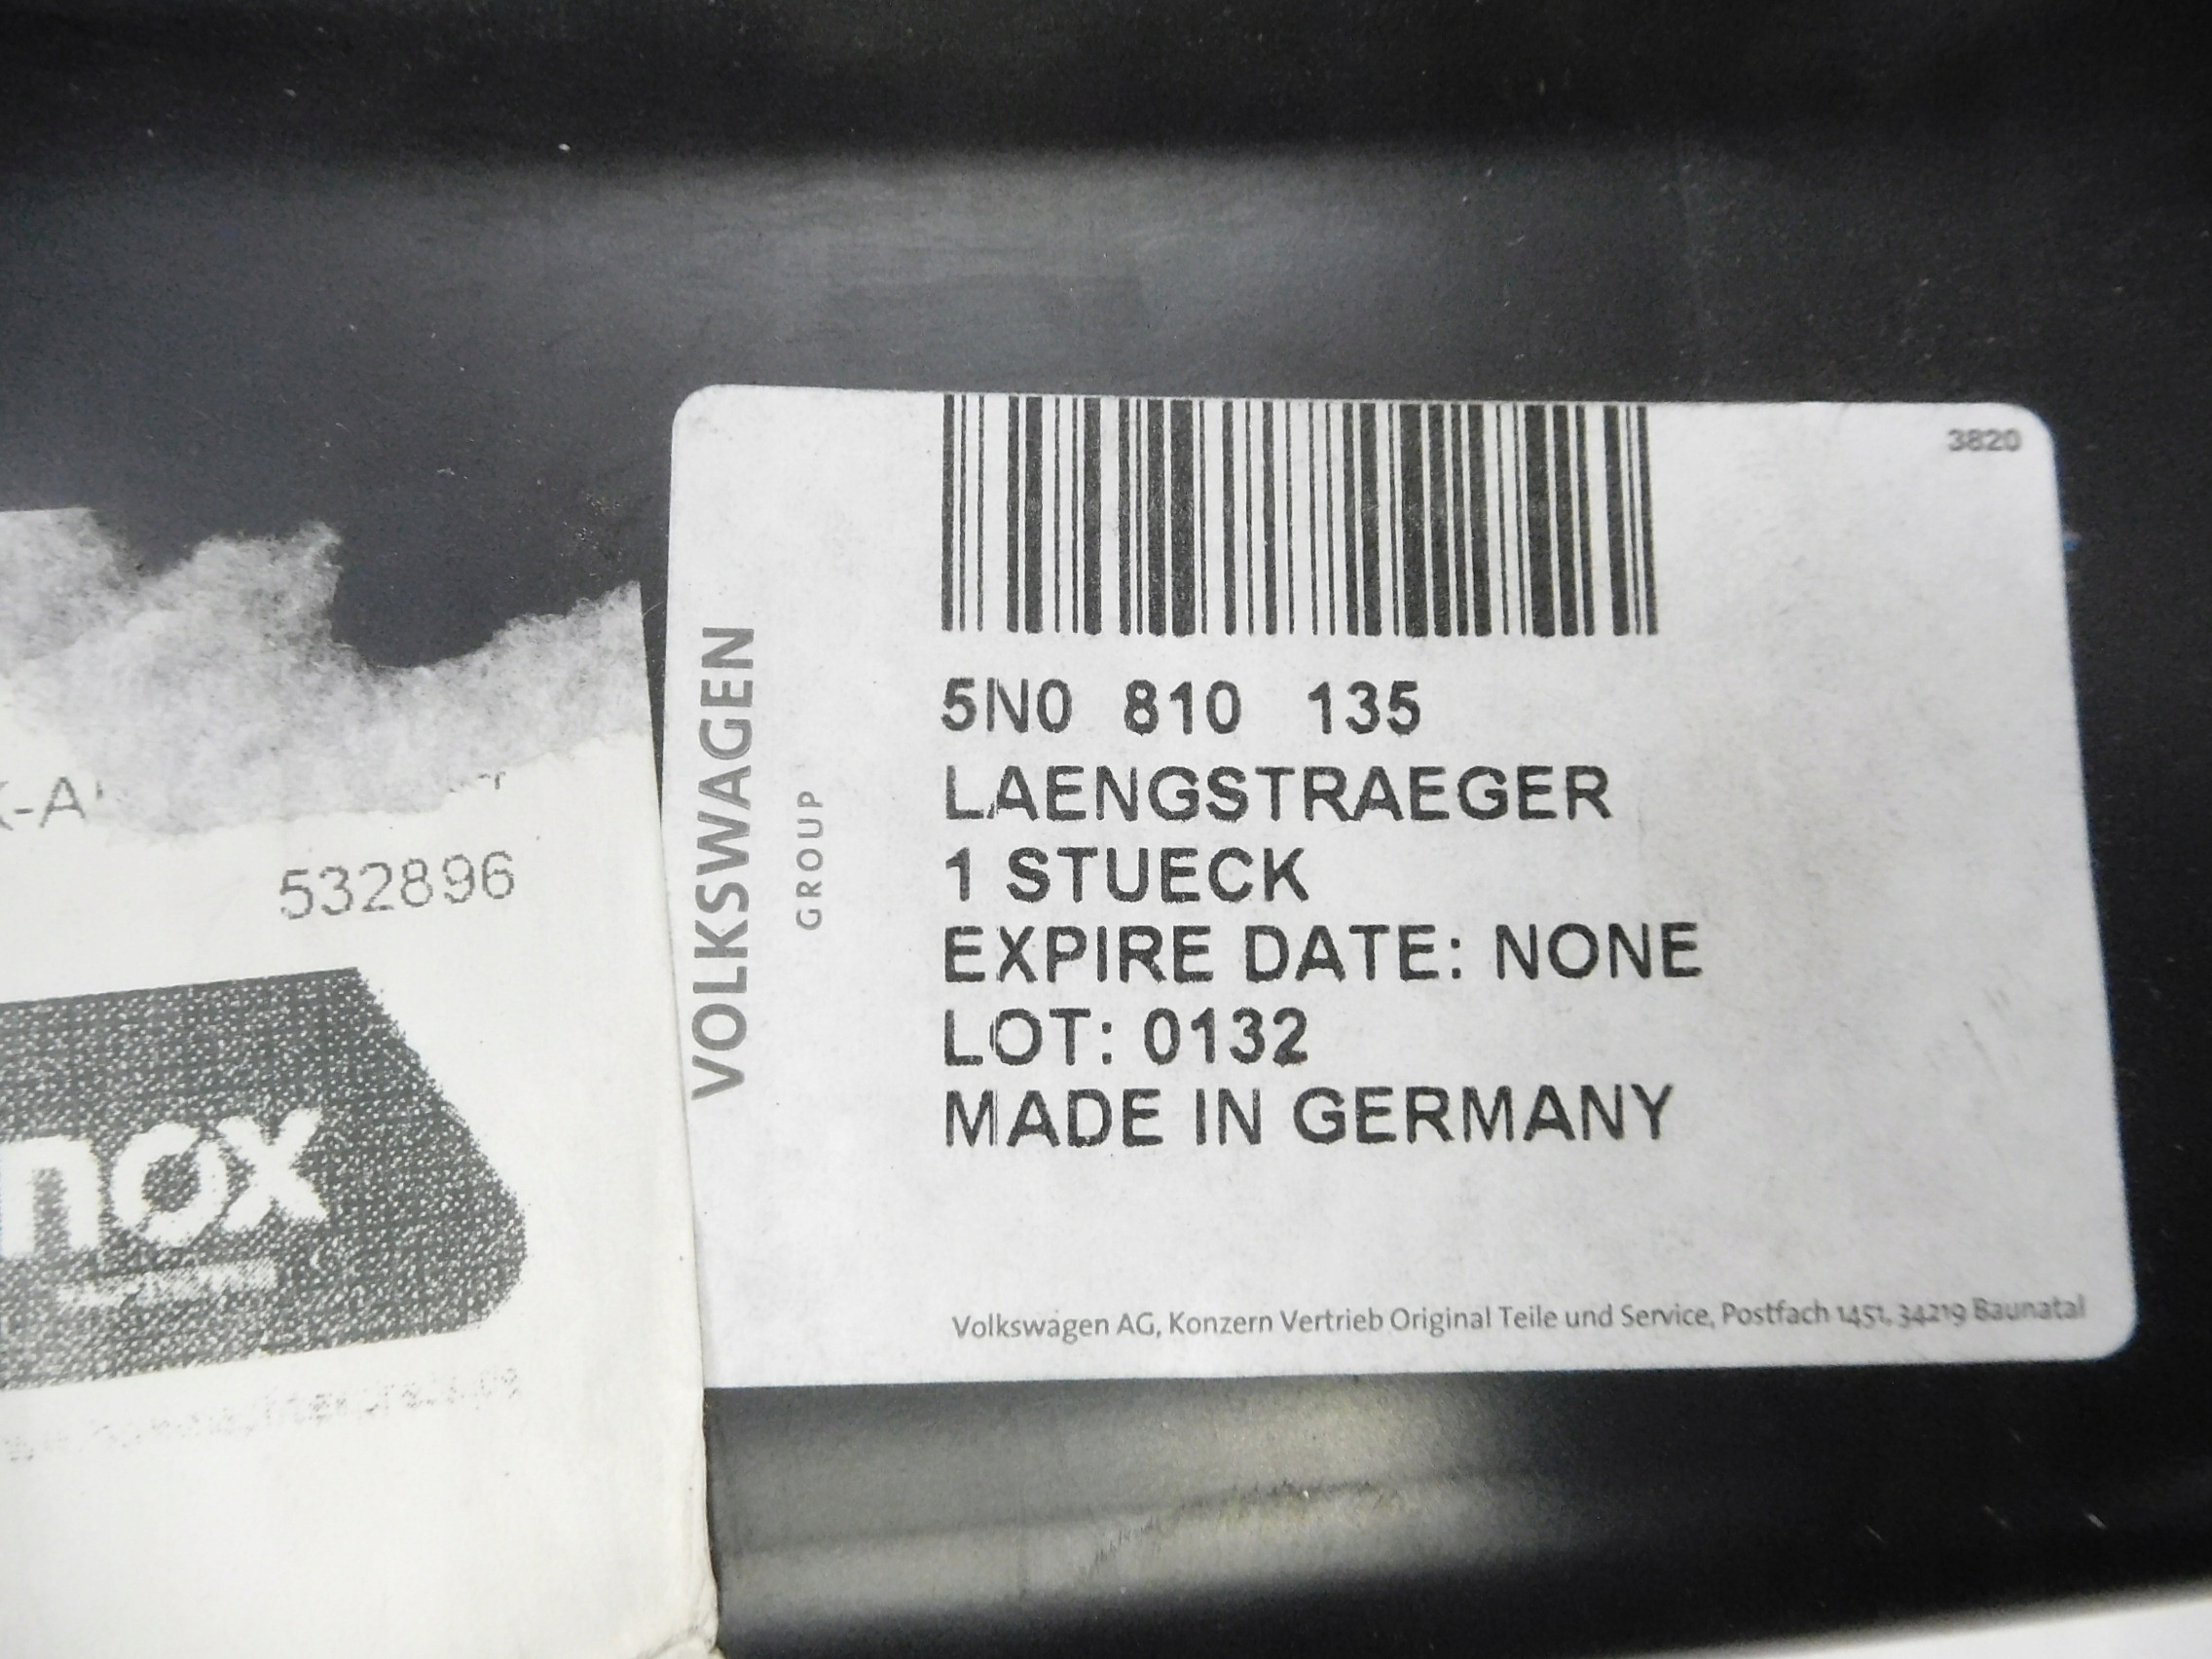 3820
VOLKSWAGEN
GROUP
5N0 810 135
LAENGSTRAEGER
1 STUECK
EXPIRE DATE: NONE
LOT: 0132
MADE IN GERMANY
Volkswagen AG, Konzern Vertrieb Original Teile und Service, Postfach 1451, 34219 Baunatal
532896
nox